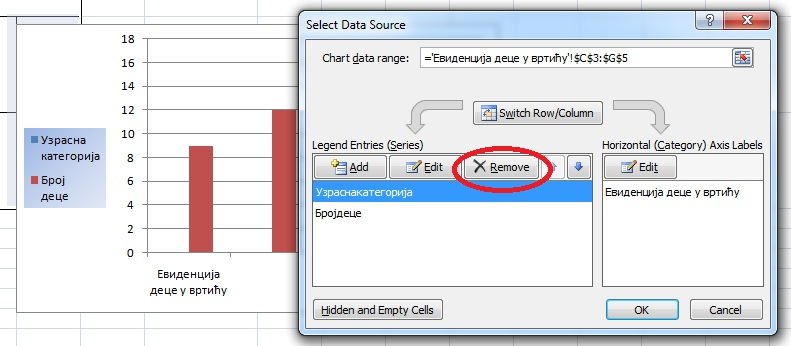 18
16
14
12
10
8
6
4
2
0
Узрасна
категорија
Број
деце
Евиденција
деце у вртићу
Select Data Source
Chart data range:
='Евиденција деце у вртићу'!$C$3:$G$5
Switch Row/Column
Legend Entries (Series)
Add
Edit
Remove
Узраснакатегорија
Бројдеце
Horizontal (Category) Axis Labels
Edit
Евиденција деце у вртићу
Hidden and Empty Cells
OK
Cancel